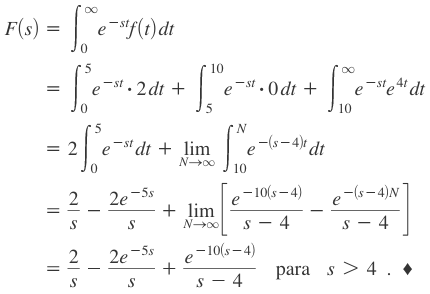 F(s) = ∫₀^∞ e^{-st}f(t)dt
= ∫₀^5 e^{-st} · 2 dt + ∫₅^{10} e^{-st} · 0 dt + ∫_{10}^∞ e^{-st}e^{4t} dt
= 2∫₀^5 e^{-st} dt + lim_{N→∞} ∫_{10}^N e^{-(s-4)t} dt
= 2/s − 2e^{-5s}/s + lim_{N→∞} [e^{-10(s-4)}/(s − 4) − e^{-(s-4)N}/(s − 4)]
= 2/s − 2e^{-5s}/s + e^{-10(s-4)}/(s − 4) para s > 4 . ♦